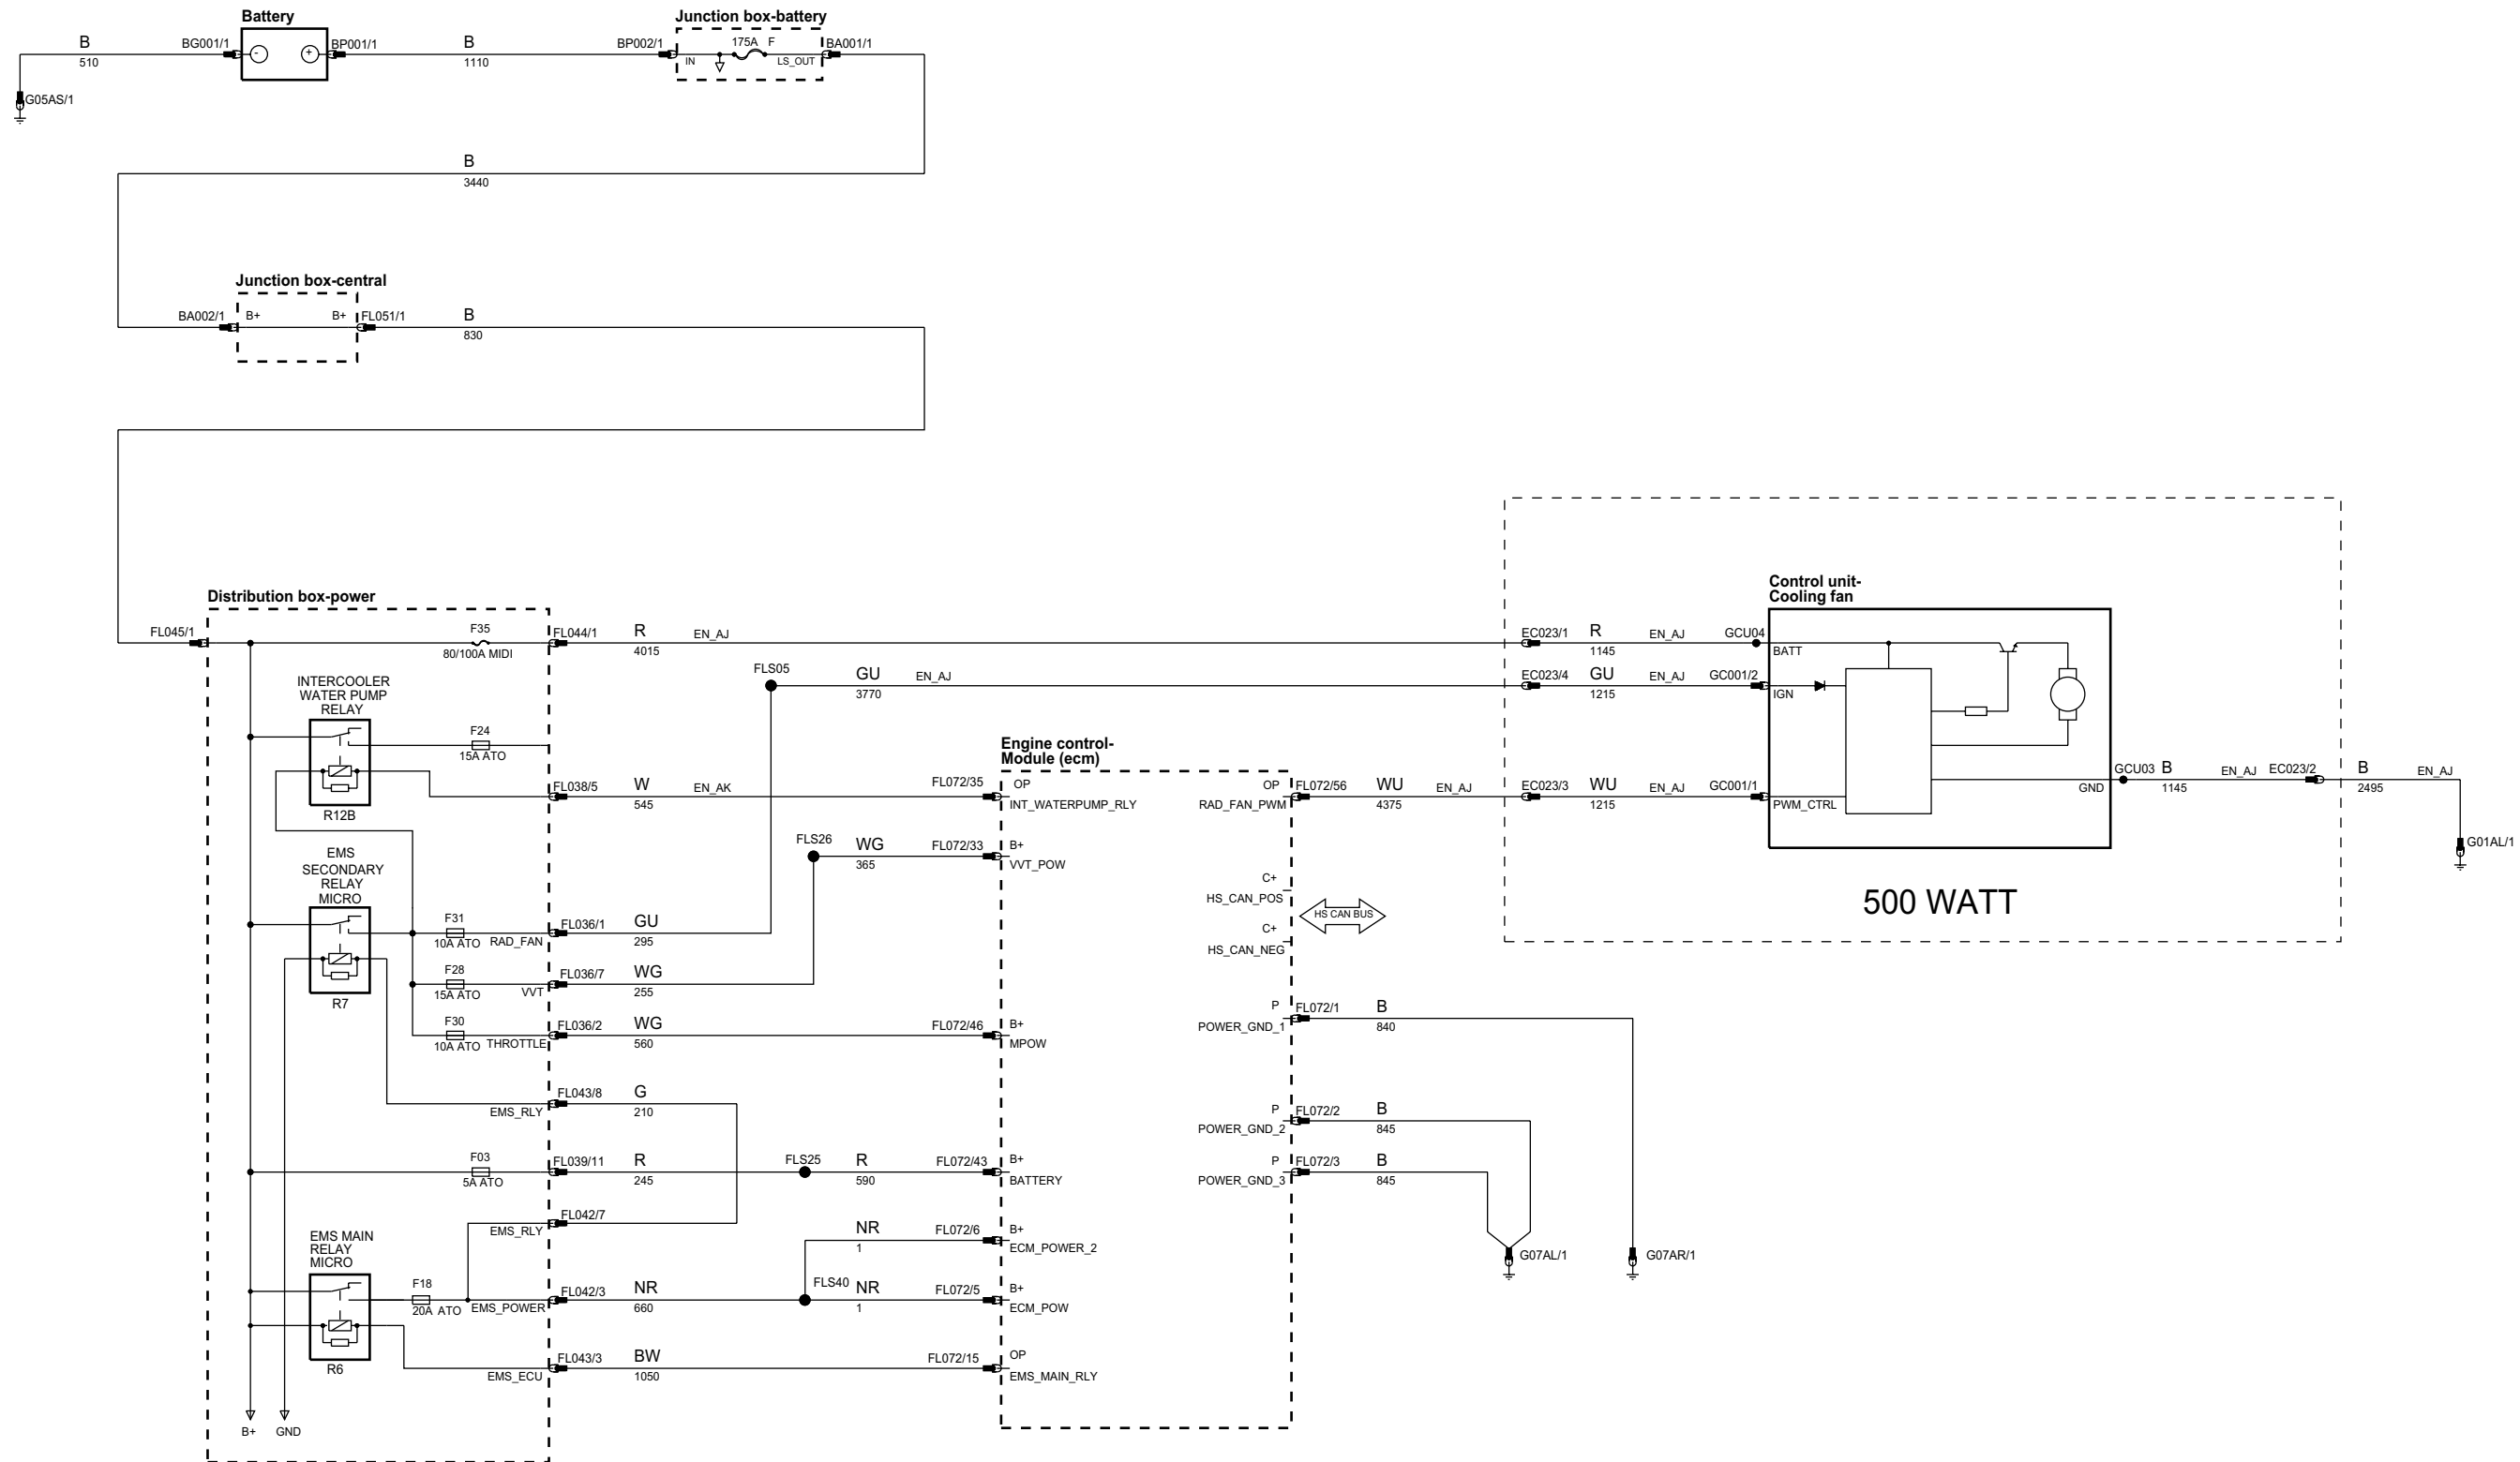 Battery
Junction box-battery
B
510
BG001/1
-
+
BP001/1
B
1110
BP002/1
175A F
IN
LS_OUT
BA001/1
G05AS/1
B
3440
Junction box-central
BA002/1
B+
B+
FL051/1
B
830
Distribution box-power
FL045/1
F35
80/100A MIDI
FL044/1
R
4015
EN_AJ
EC023/1
R
1145
EN_AJ
GCU04
Control unit-
Cooling fan
BATT
FLS05
GU
3770
EN_AJ
EC023/4
GU
1215
EN_AJ
GC001/2
IGN
INTERCOOLER
WATER PUMP
RELAY
F24
15A ATO
R12B
FL038/5
W
545
EN_AK
Engine control-
Module (ecm)
FL072/35
OP
INT_WATERPUMP_RLY
OP
RAD_FAN_PWM
FL072/56
WU
4375
EN_AJ
EC023/3
WU
1215
EN_AJ
GC001/1
PWM_CTRL
GND
GCU03
B
1145
EN_AJ
EC023/2
B
2495
EN_AJ
G01AL/1
500 WATT
FLS26
WG
365
FL072/33
B+
VVT_POW
C+
HS_CAN_POS
HS CAN BUS
C+
HS_CAN_NEG
EMS
SECONDARY
RELAY
MICRO
R7
F31
10A ATO
RAD_FAN
FL036/1
GU
295
F28
15A ATO
VVT
FL036/7
WG
255
F30
10A ATO
THROTTLE
FL036/2
WG
560
FL072/46
B+
MPOW
P
POWER_GND_1
FL072/1
B
840
EMS_RLY
FL043/8
G
210
P
POWER_GND_2
FL072/2
B
845
F03
5A ATO
FL039/11
R
245
FLS25
R
590
FL072/43
B+
BATTERY
P
POWER_GND_3
FL072/3
B
845
EMS_RLY
FL042/7
NR
1
FL072/6
B+
ECM_POWER_2
G07AL/1
G07AR/1
EMS MAIN
RELAY
MICRO
R6
F18
20A ATO
EMS_POWER
FL042/3
NR
660
FLS40
NR
1
FL072/5
B+
ECM_POW
EMS_ECU
FL043/3
BW
1050
FL072/15
OP
EMS_MAIN_RLY
B+
GND